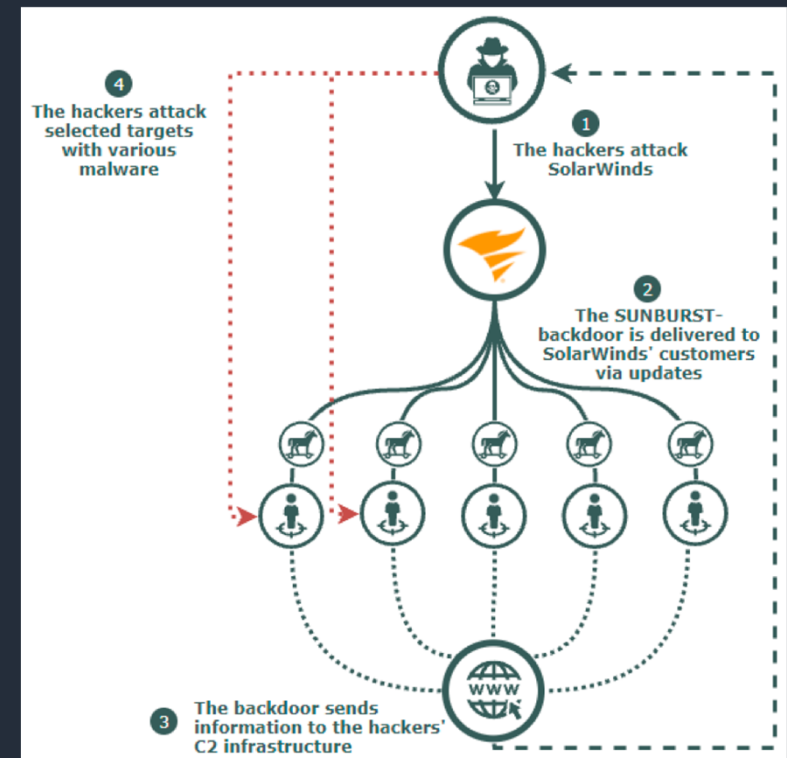 4
The hackers attack
selected targets
with various
malware
1
The hackers attack
SolarWinds
2
The SUNBURST-
backdoor is delivered to
SolarWinds' customers
via updates
WWW
3
The backdoor sends
information to the hackers'
C2 infrastructure